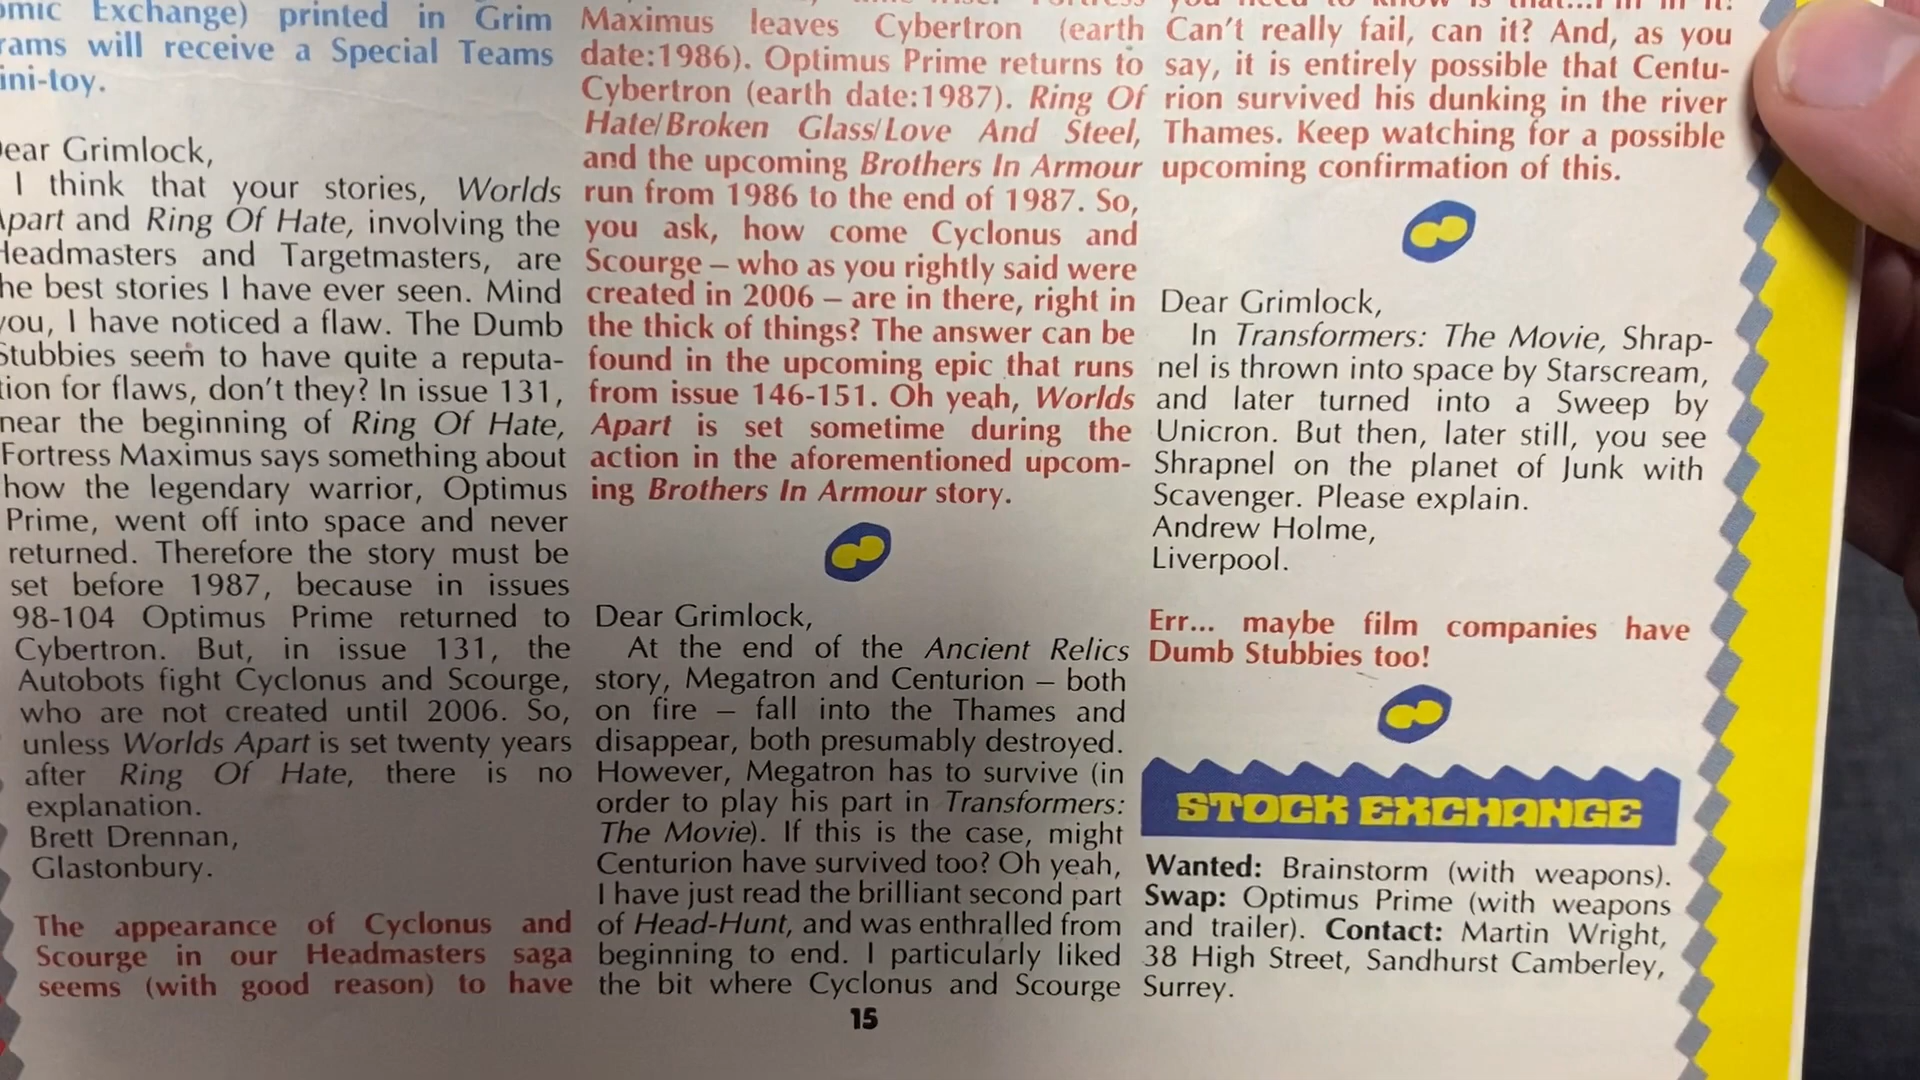 omic Exchange) printed in Grim
rams will receive a Special Teams
ini-toy.
ear Grimlock,
I think that your stories, Worlds
Apart and Ring Of Hate, involving the
Headmasters and Targetmasters, are
he best stories I have ever seen. Mind
you, I have noticed a flaw. The Dumb
Stubbies seem to have quite a reputa-
tion for flaws, don't they? In issue 131,
near the beginning of Ring Of Hate,
Fortress Maximus says something about
how the legendary warrior, Optimus
Prime, went off into space and never
returned. Therefore the story must be
set before 1987, because in issues
98-104 Optimus Prime returned to
Cybertron. But, in issue 131, the
Autobots fight Cyclonus and Scourge,
who are not created until 2006. So,
unless Worlds Apart is set twenty years
after Ring Of Hate, there is no
explanation.
Brett Drennan,
Glastonbury.
The appearance of Cyclonus and
Scourge in our Headmasters saga
seems (with good reason) to have
Maximus leaves Cybertron (earth
date:1986). Optimus Prime returns to
Cybertron (earth date:1987). Ring Of
Hate/Broken Glass/Love And Steel,
and the upcoming Brothers In Armour
run from 1986 to the end of 1987. So,
you ask, how come Cyclonus and
Scourge – who as you rightly said were
created in 2006 – are in there, right in
the thick of things? The answer can be
found in the upcoming epic that runs
from issue 146-151. Oh yeah, Worlds
Apart is set sometime during the
action in the aforementioned upcom-
ing Brothers In Armour story.
Dear Grimlock,
At the end of the Ancient Relics
story, Megatron and Centurion – both
on fire – fall into the Thames and
disappear, both presumably destroyed.
However, Megatron has to survive (in
order to play his part in Transformers:
The Movie). If this is the case, might
Centurion have survived too? Oh yeah,
I have just read the brilliant second part
of Head-Hunt, and was enthralled from
beginning to end. I particularly liked
the bit where Cyclonus and Scourge
Can't really fail, can it? And, as you
say, it is entirely possible that Centu-
rion survived his dunking in the river
Thames. Keep watching for a possible
upcoming confirmation of this.
Dear Grimlock,
In Transformers: The Movie, Shrap-
nel is thrown into space by Starscream,
and later turned into a Sweep by
Unicron. But then, later still, you see
Shrapnel on the planet of Junk with
Scavenger. Please explain.
Andrew Holme,
Liverpool.
Err... maybe film companies have
Dumb Stubbies too!
STOCK EXCHANGE
Wanted: Brainstorm (with weapons).
Swap: Optimus Prime (with weapons
and trailer). Contact: Martin Wright,
38 High Street, Sandhurst Camberley,
Surrey.
15